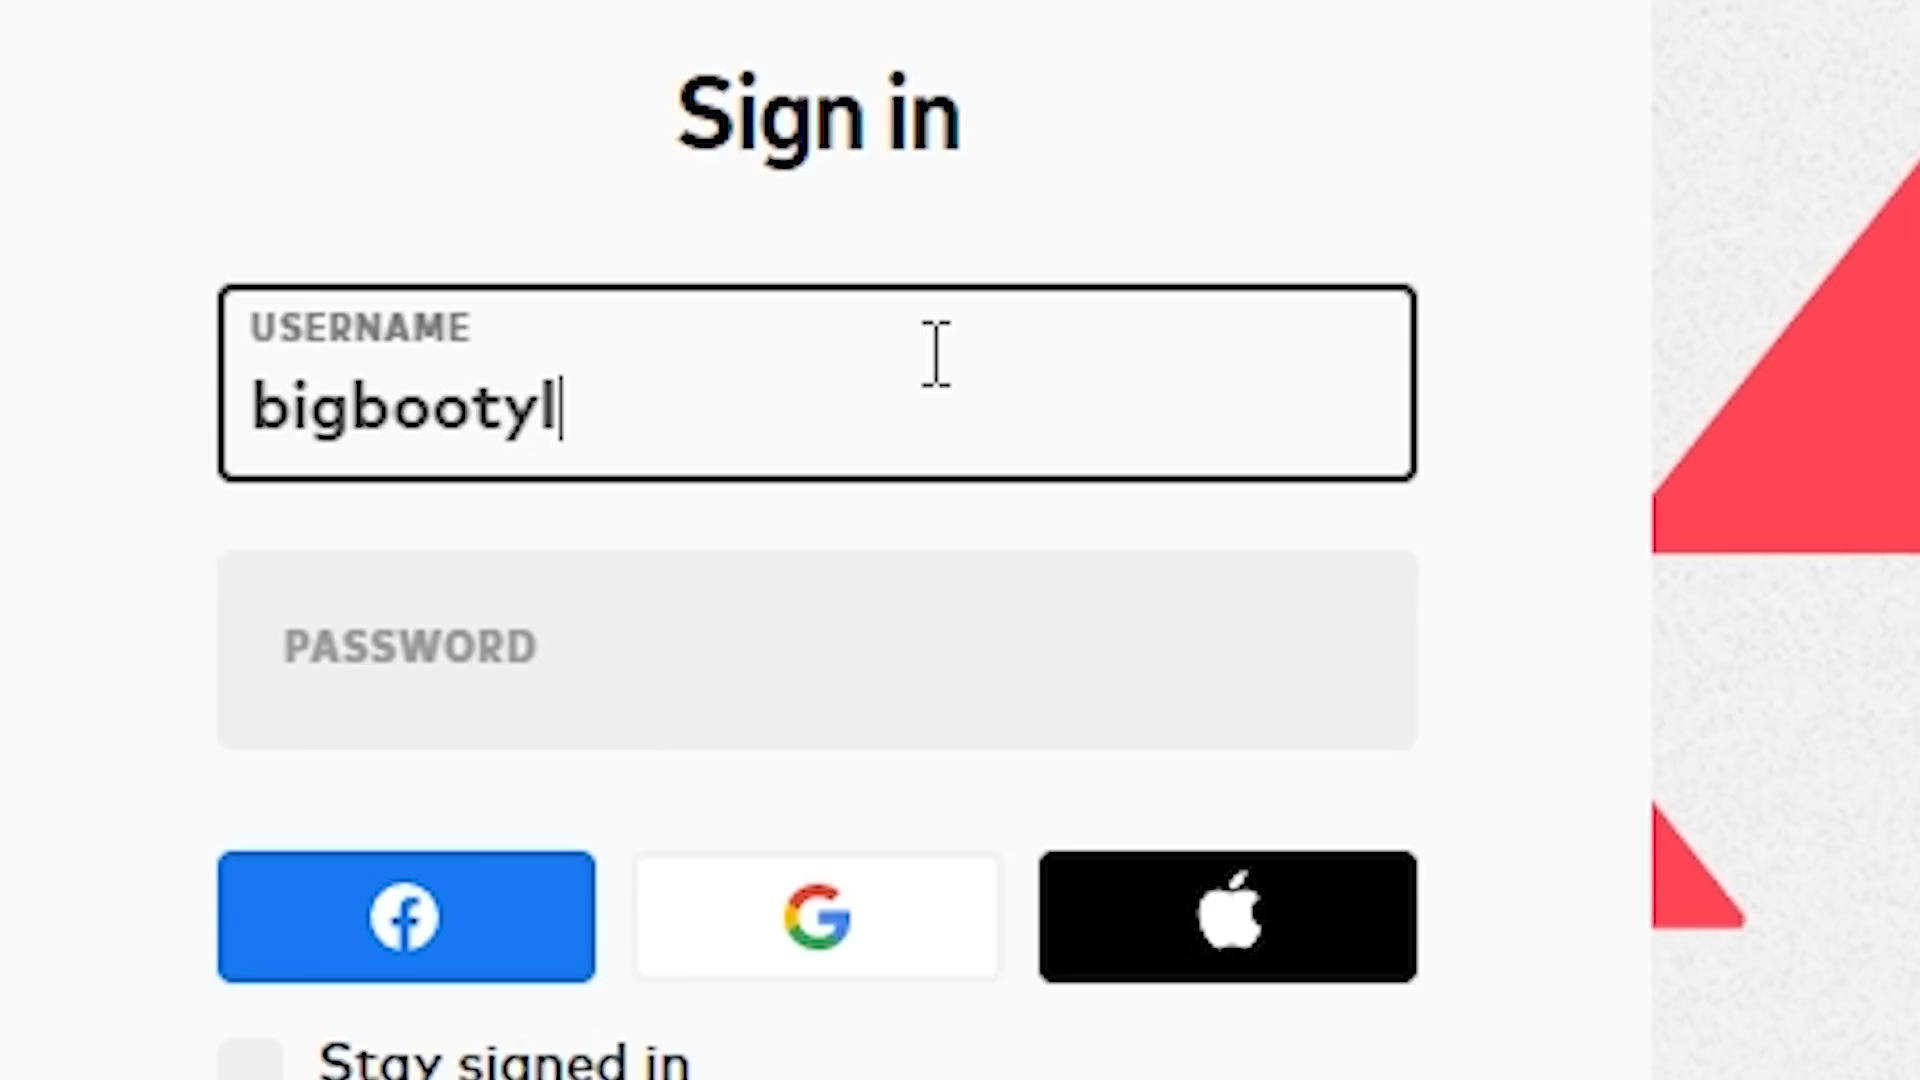 Sign in
USERNAME
bigbootyl
PASSWORD
Stay signed in